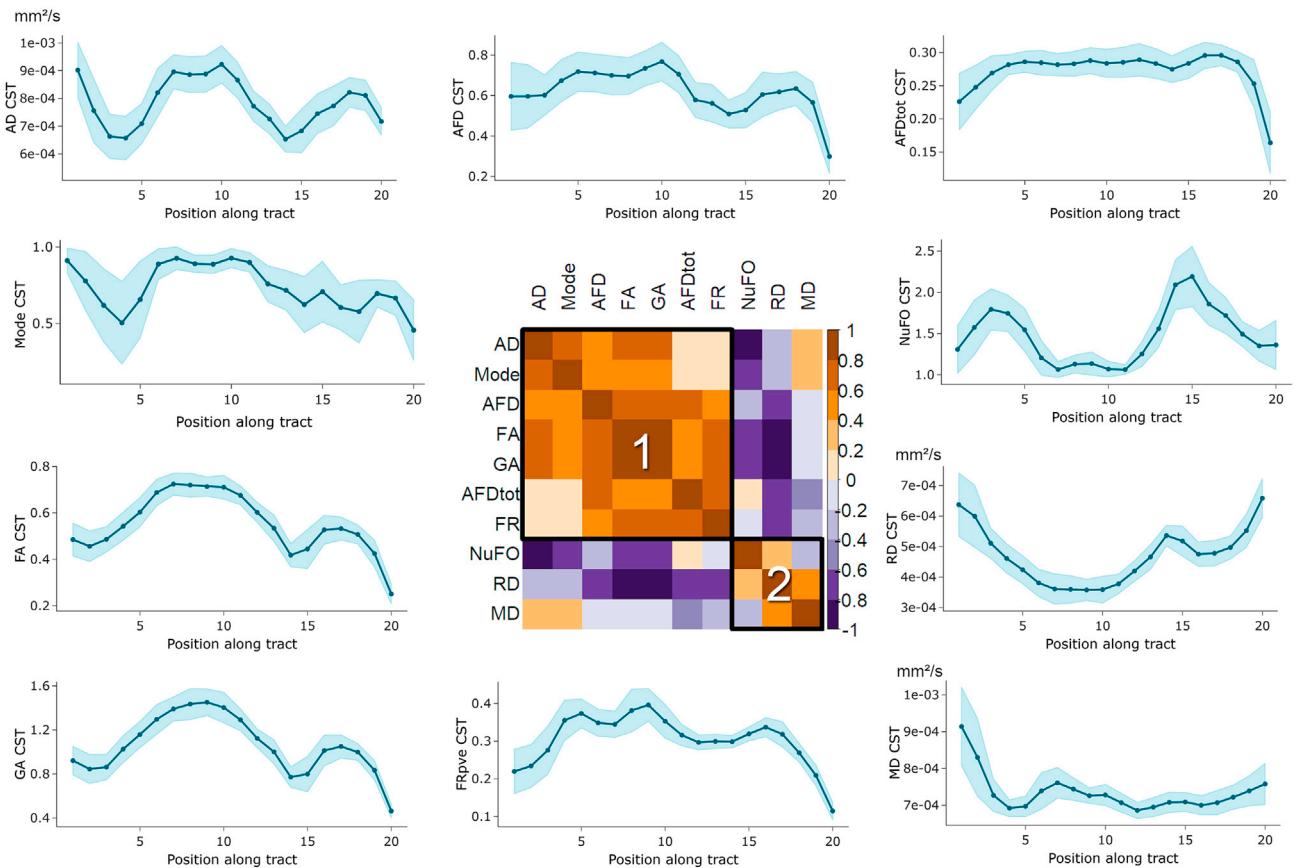 mm²/s
AD CST
1e-03
9e-04
8e-04
7e-04
6e-04
5
10
15
20
Position along tract
AFD CST
0.8
0.6
0.4
0.2
5
10
15
20
Position along tract
AFDtot CST
0.30
0.25
0.20
0.15
5
10
15
20
Position along tract
Mode CST
1.0
0.5
5
10
15
20
Position along tract
AD
Mode
AFD
FA
GA
AFDtot
FR
NuFO
RD
MD
AD
Mode
AFD
FA
GA
AFDtot
FR
NuFO
RD
MD
1
2
1
0.8
0.6
0.4
0.2
0
-0.2
-0.4
-0.6
-0.8
-1
NuFO CST
2.5
2.0
1.5
1.0
5
10
15
20
Position along tract
FA CST
0.8
0.6
0.4
0.2
5
10
15
20
Position along tract
mm²/s
RD CST
7e-04
6e-04
5e-04
4e-04
3e-04
5
10
15
20
Position along tract
GA CST
1.6
1.2
0.8
0.4
5
10
15
20
Position along tract
FRpve CST
0.4
0.3
0.2
0.1
5
10
15
20
Position along tract
mm²/s
MD CST
1e-03
9e-04
8e-04
7e-04
5
10
15
20
Position along tract